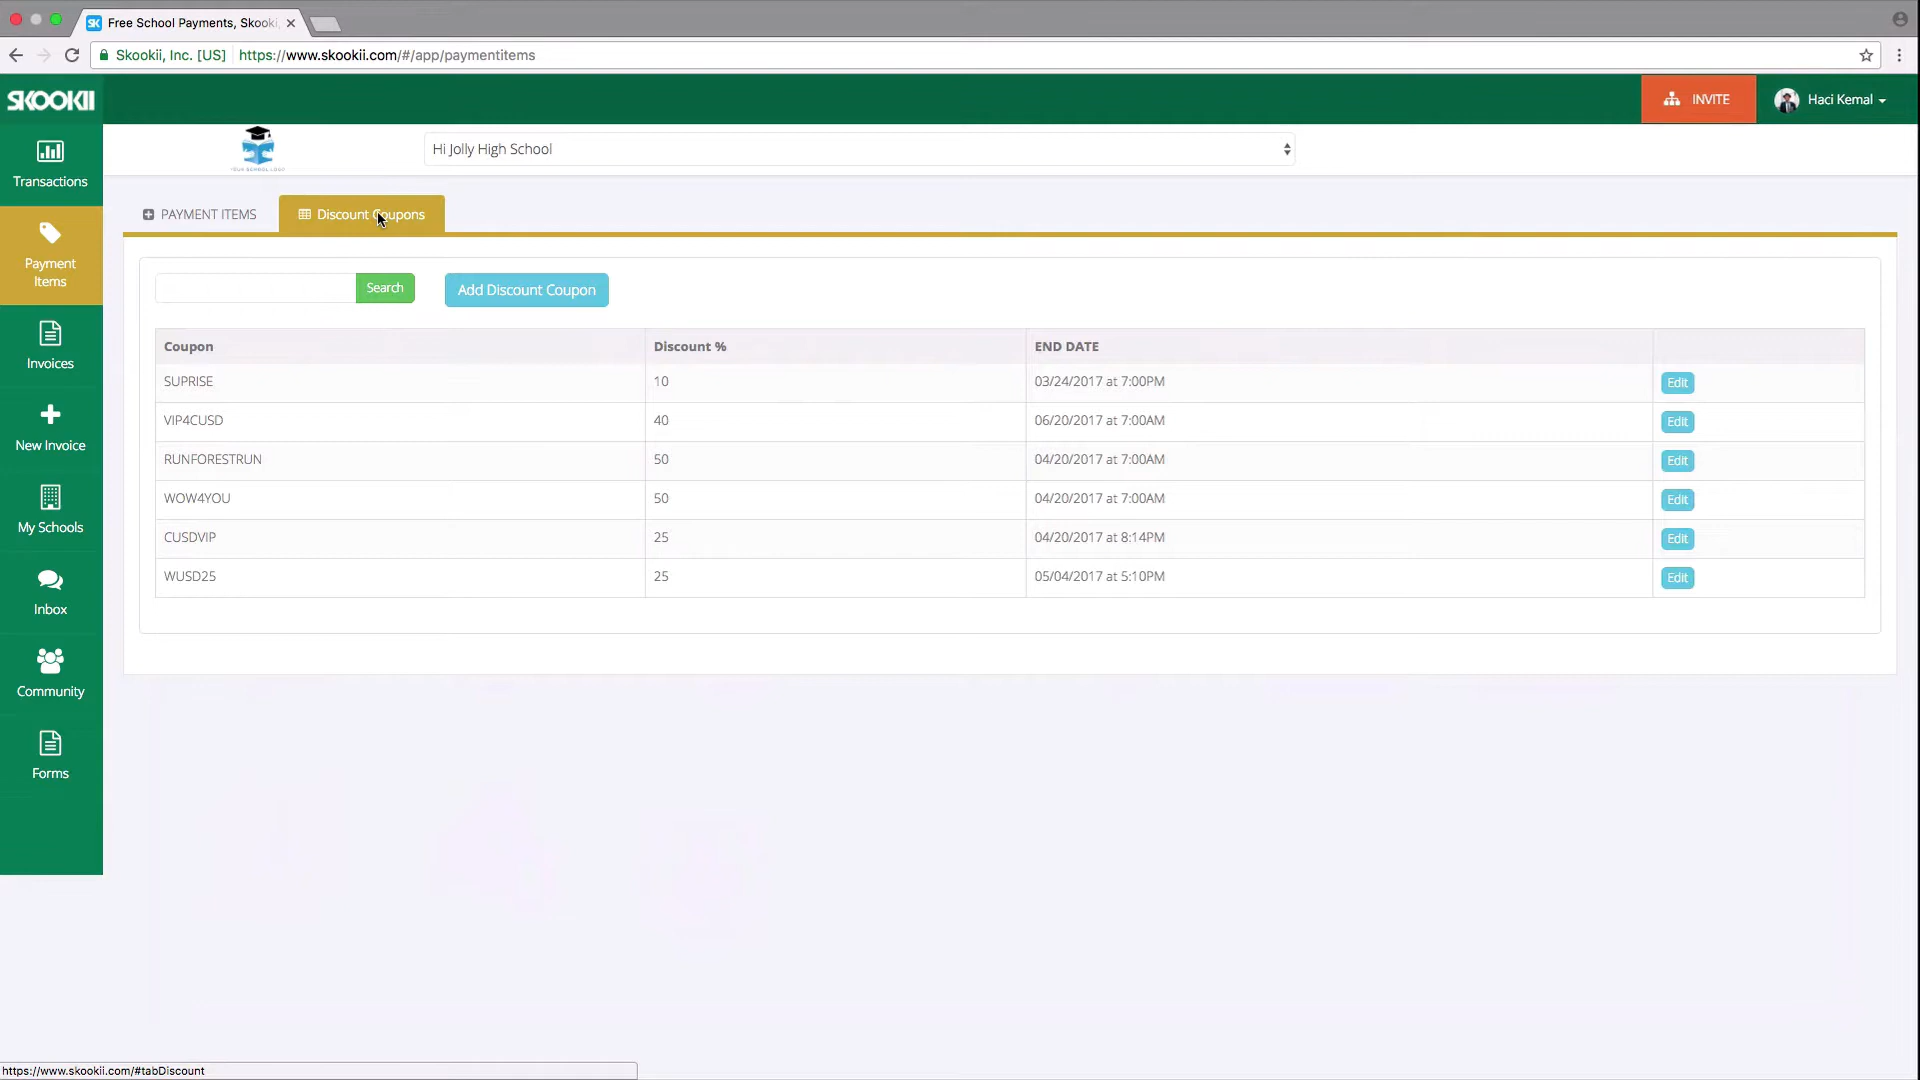 Free School Payments, Skooki
Skookii, Inc. [US] https://www.skookii.com/#/app/paymentitems
SKOOKII
INVITE
Haci Kemal
YOUR SCHOOL LOGO
Hi Jolly High School
Transactions
Payment
Items
Invoices
New Invoice
My Schools
Inbox
Community
Forms
PAYMENT ITEMS
Discount Coupons
Search
Add Discount Coupon
Coupon Discount % END DATE
SUPRISE 10 03/24/2017 at 7:00PM Edit
VIP4CUSD 40 06/20/2017 at 7:00AM Edit
RUNFORESTRUN 50 04/20/2017 at 7:00AM Edit
WOW4YOU 50 04/20/2017 at 7:00AM Edit
CUSDVIP 25 04/20/2017 at 8:14PM Edit
WUSD25 25 05/04/2017 at 5:10PM Edit
https://www.skookii.com/#tabDiscount